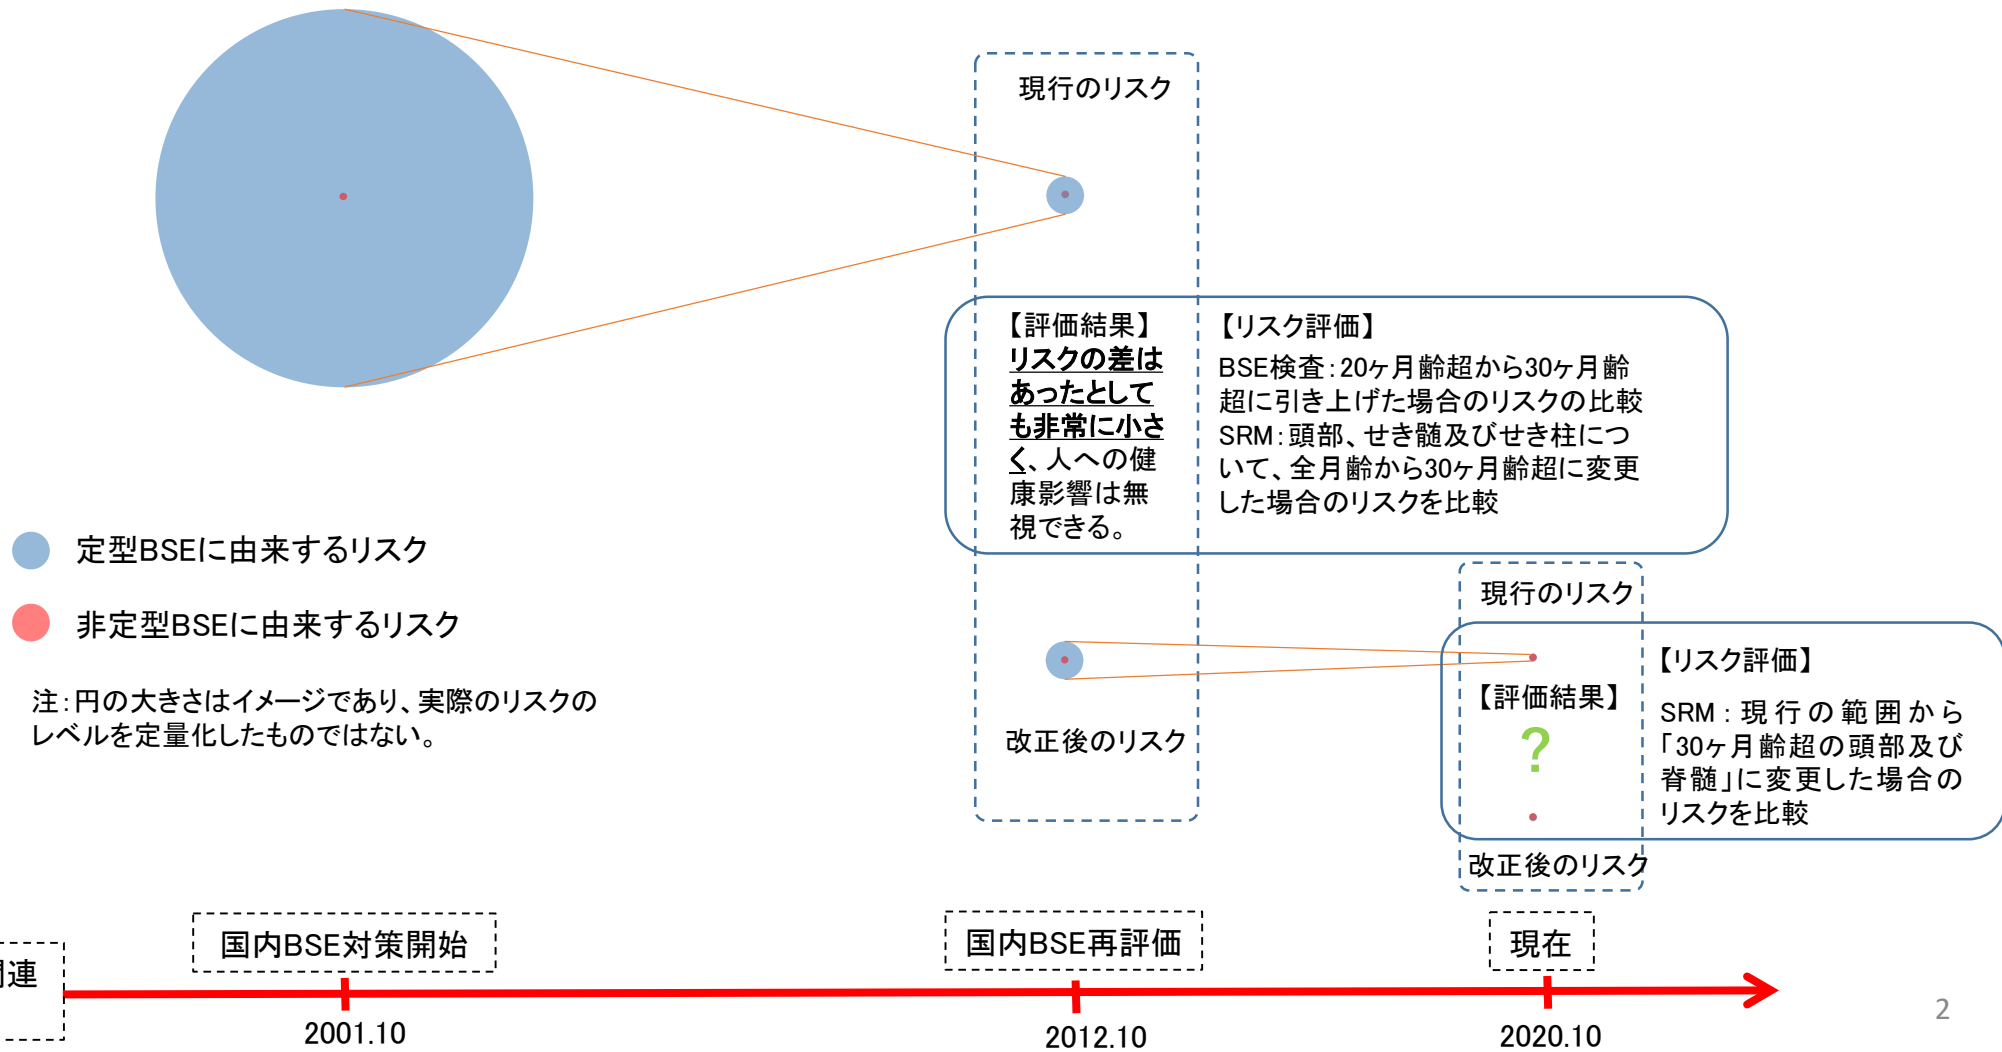 現行のリスク
【評価結果】
リスクの差は
あったとして
も非常に小さ
く、人への健
康影響は無
視できる。
【リスク評価】
BSE検査：20ヶ月齢超から30ヶ月齢
超に引き上げた場合のリスクの比較
SRM：頭部、せき髄及びせき柱につ
いて、全月齢から30ヶ月齢超に変更
した場合のリスクを比較
定型BSEに由来するリスク
非定型BSEに由来するリスク
注：円の大きさはイメージであり、実際のリスクの
レベルを定量化したものではない。
改正後のリスク
現行のリスク
【評価結果】
?
改正後のリスク
【リスク評価】
SRM：現行の範囲から
「30ヶ月齢超の頭部及び
脊髄」に変更した場合の
リスクを比較
連
国内BSE対策開始
国内BSE再評価
現在
2001.10
2012.10
2020.10
2